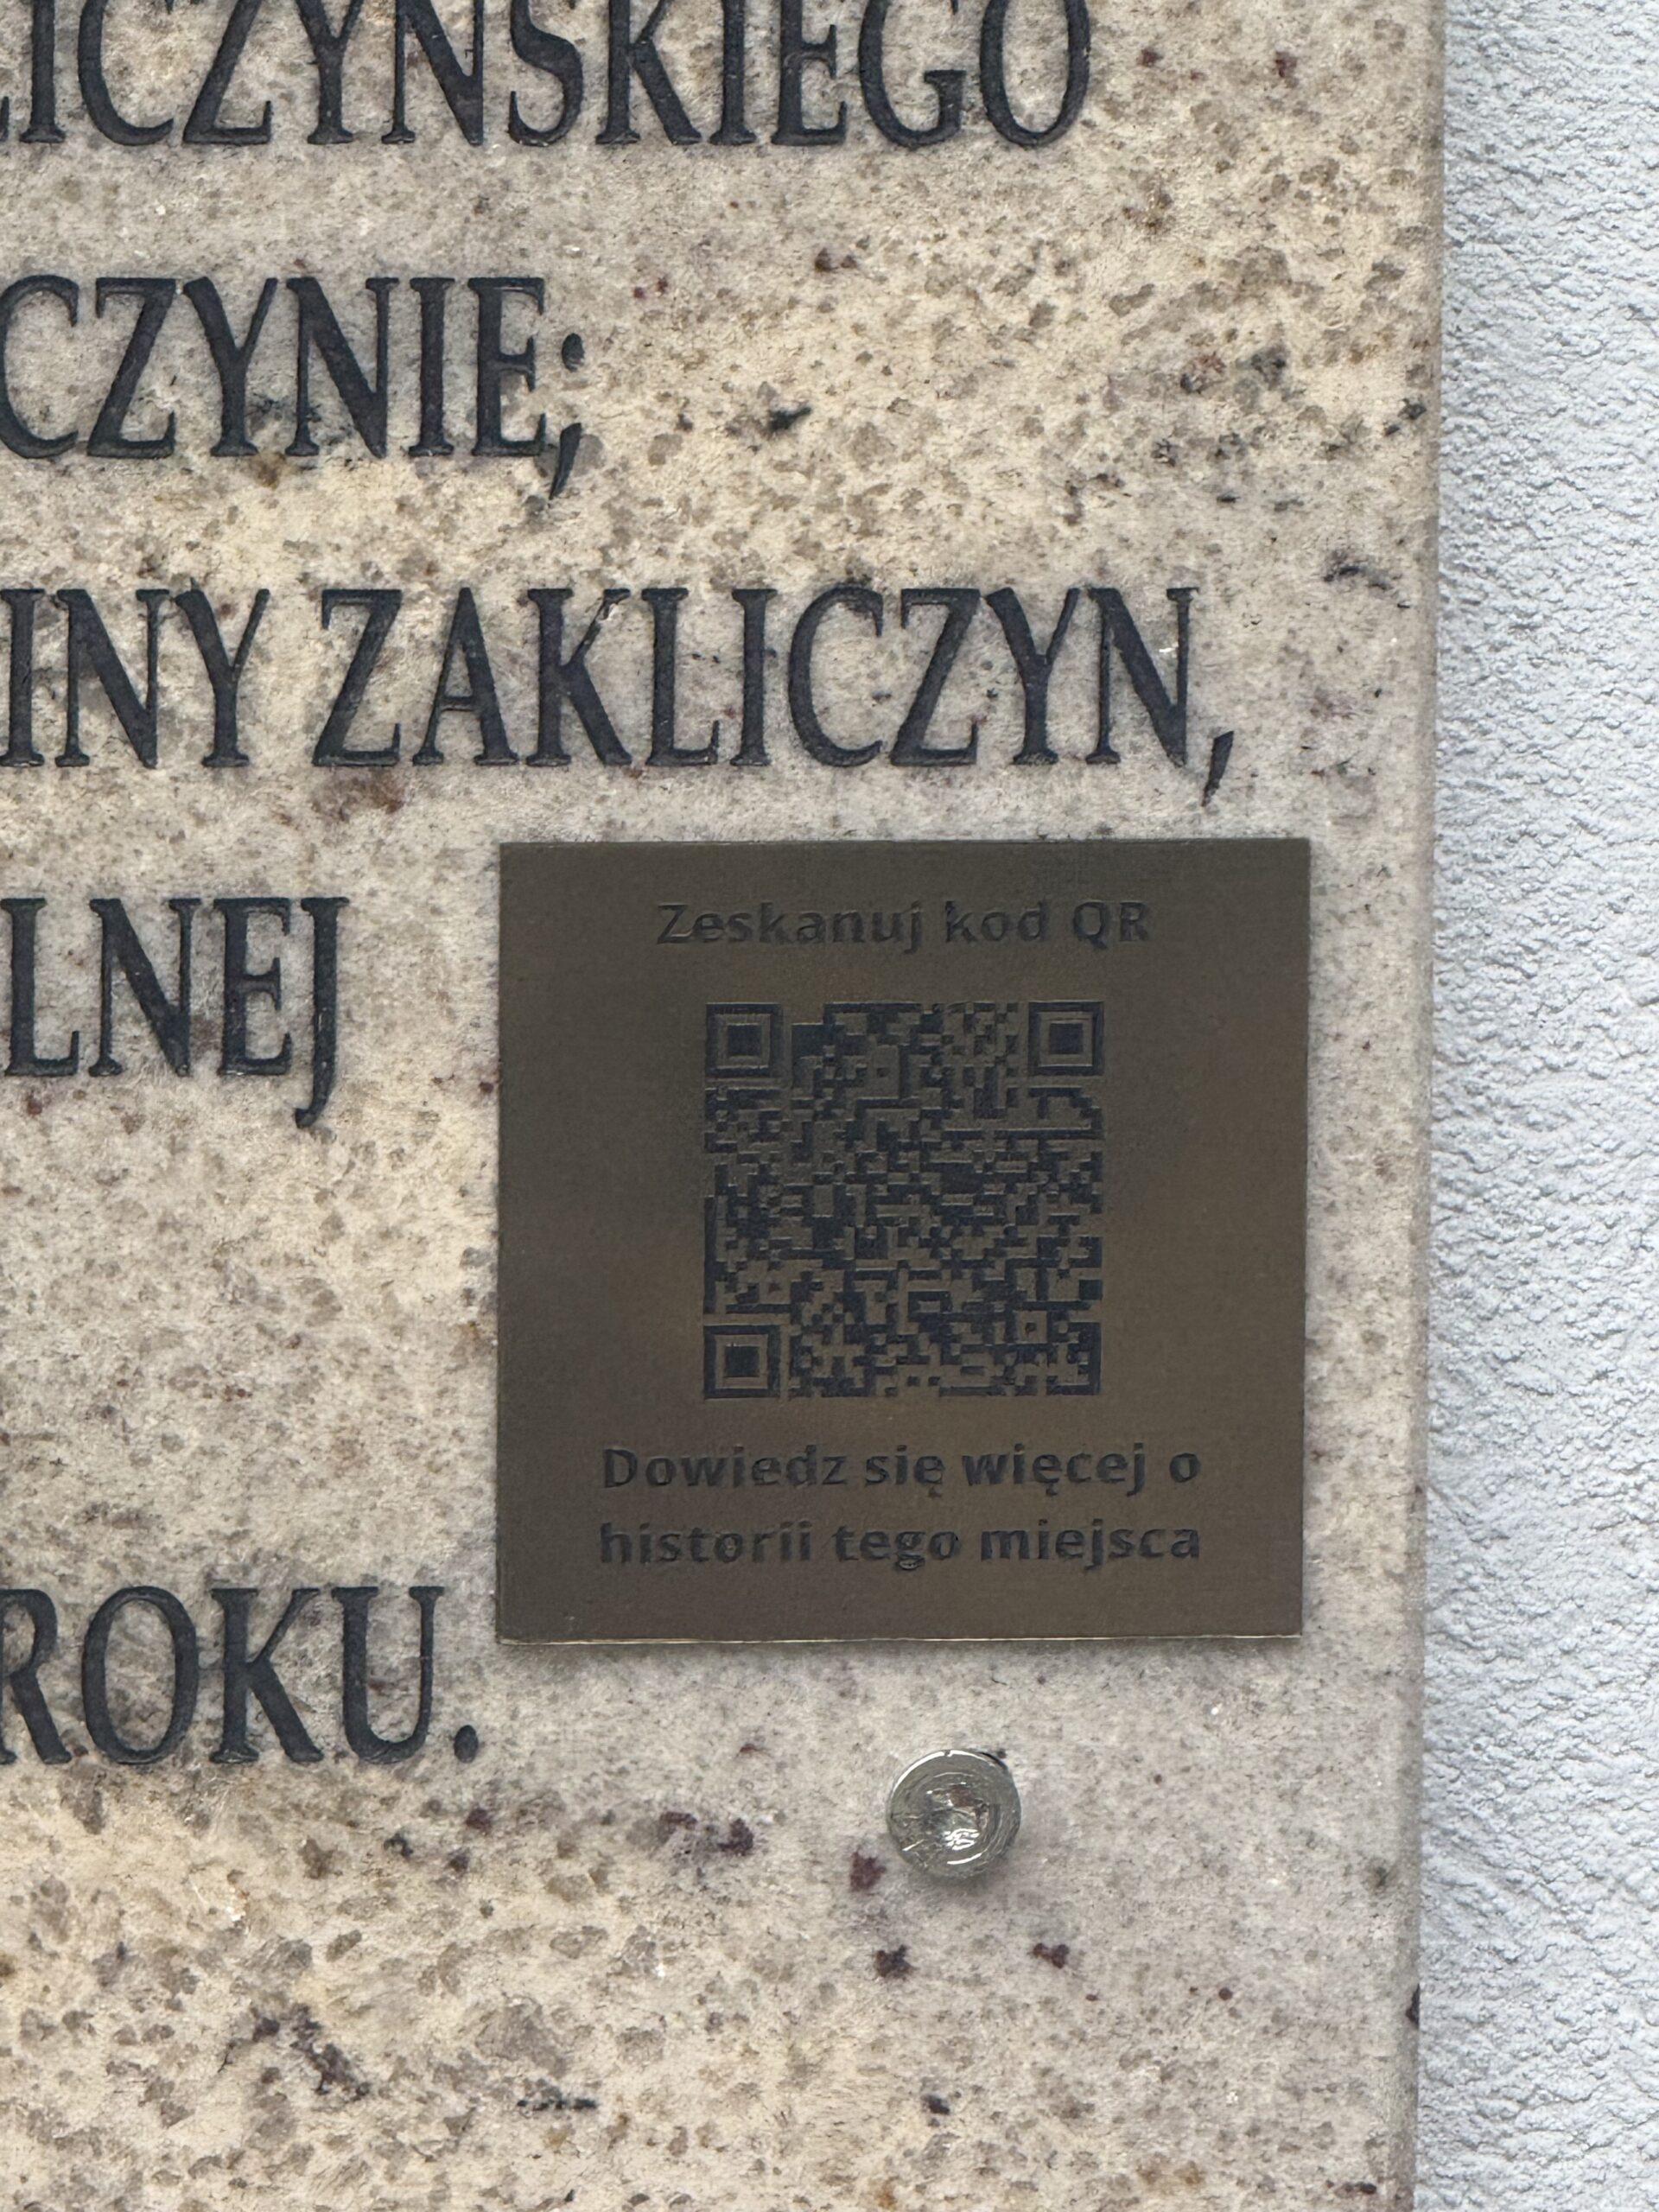 LICZYŃSKIEGO
CZYNIE;
INY ZAKLICZYN,
LNEJ
Zeskanuj kod QR
Dowiedz się więcej o
historii tego miejsca
ROKU.